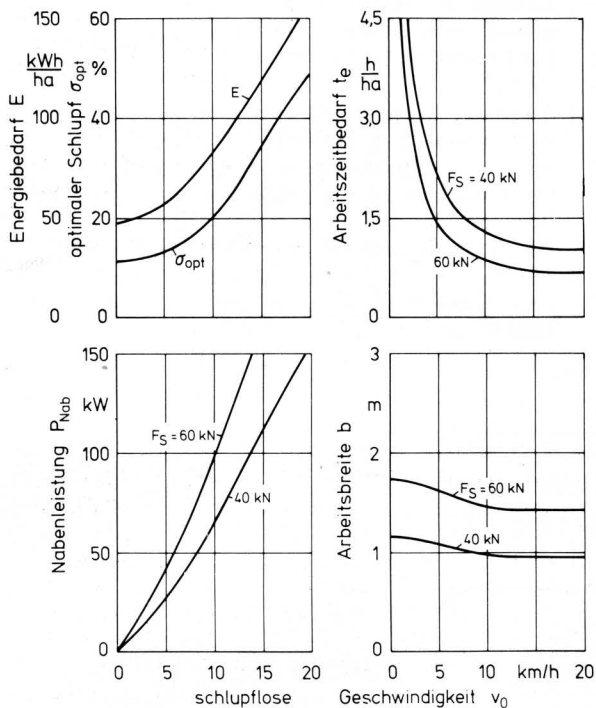 Energiebedarf E
kWh
ha
150
100
50
0
optimaler Schlupf σopt
60
%
40
20
0
E
σopt
Arbeitszeitbedarf te
4,5
h
ha
3,0
1,5
0
FS = 40 kN
60 kN
Nabenleistung PNab
150
kW
100
50
0
FS = 60 kN
40 kN
0 5 10 15 20
Arbeitsbreite b
3
m
2
1
0
FS = 60 kN
40 kN
0 5 10 km/h 20
schlupflose Geschwindigkeit v0